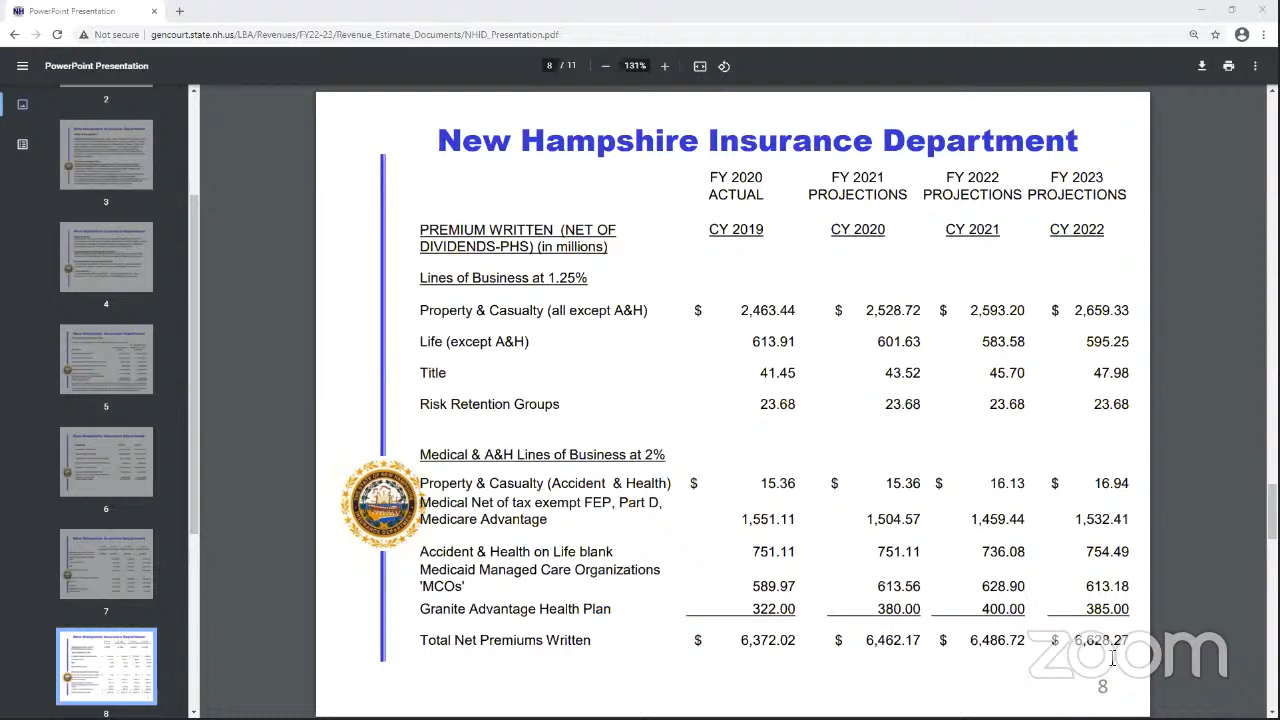 NH PowerPoint Presentation
Not secure | gencourt.state.nh.us/LBA/Revenues/FY22-23/Revenue_Estimate_Documents/NHID_Presentation.pdf
PowerPoint Presentation
8 / 11
131%
2
3
4
5
6
7
8
New Hampshire Insurance Department
FY 2020 FY 2021 FY 2022 FY 2023
ACTUAL PROJECTIONS PROJECTIONS PROJECTIONS
PREMIUM WRITTEN (NET OF CY 2019 CY 2020 CY 2021 CY 2022
DIVIDENDS-PHS) (in millions)
Lines of Business at 1.25%
Property & Casualty (all except A&H) $ 2,463.44 $ 2,528.72 $ 2,593.20 $ 2,659.33
Life (except A&H) 613.91 601.63 583.58 595.25
Title 41.45 43.52 45.70 47.98
Risk Retention Groups 23.68 23.68 23.68 23.68
Medical & A&H Lines of Business at 2%
Property & Casualty (Accident & Health) $ 15.36 $ 15.36 $ 16.13 $ 16.94
Medical Net of tax exempt FEP, Part D,
Medicare Advantage 1,551.11 1,504.57 1,459.44 1,532.41
Accident & Health on Life blank 751.11 751.11 736.08 754.49
Medicaid Managed Care Organizations
'MCOs' 589.97 613.56 628.90 613.18
Granite Advantage Health Plan 322.00 380.00 400.00 385.00
Total Net Premiums Written $ 6,372.02 $ 6,462.17 $ 6,486.72 $ 6,628.27
zoom
8